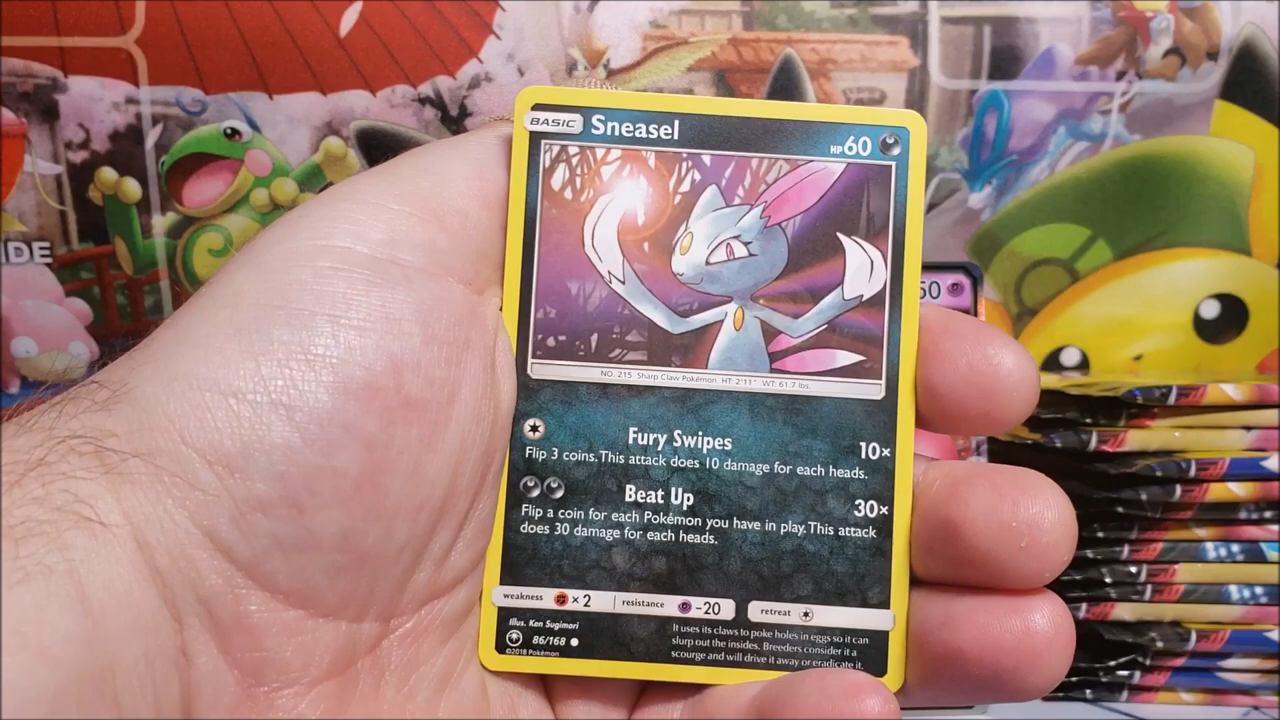 BASIC Sneasel HP60
NO. 215 Sharp Claw Pokémon HT: 2'11" WT: 61.7 lbs.
Fury Swipes 10×
Flip 3 coins. This attack does 10 damage for each heads.
Beat Up 30×
Flip a coin for each Pokémon you have in play. This attack
does 30 damage for each heads.
weakness ×2 resistance -20 retreat
Illus. Ken Sugimori
86/168
©2018 Pokémon
It uses its claws to poke holes in eggs so it can
slurp out the insides. Breeders consider it a
scourge and will drive it away or eradicate it.
IDE